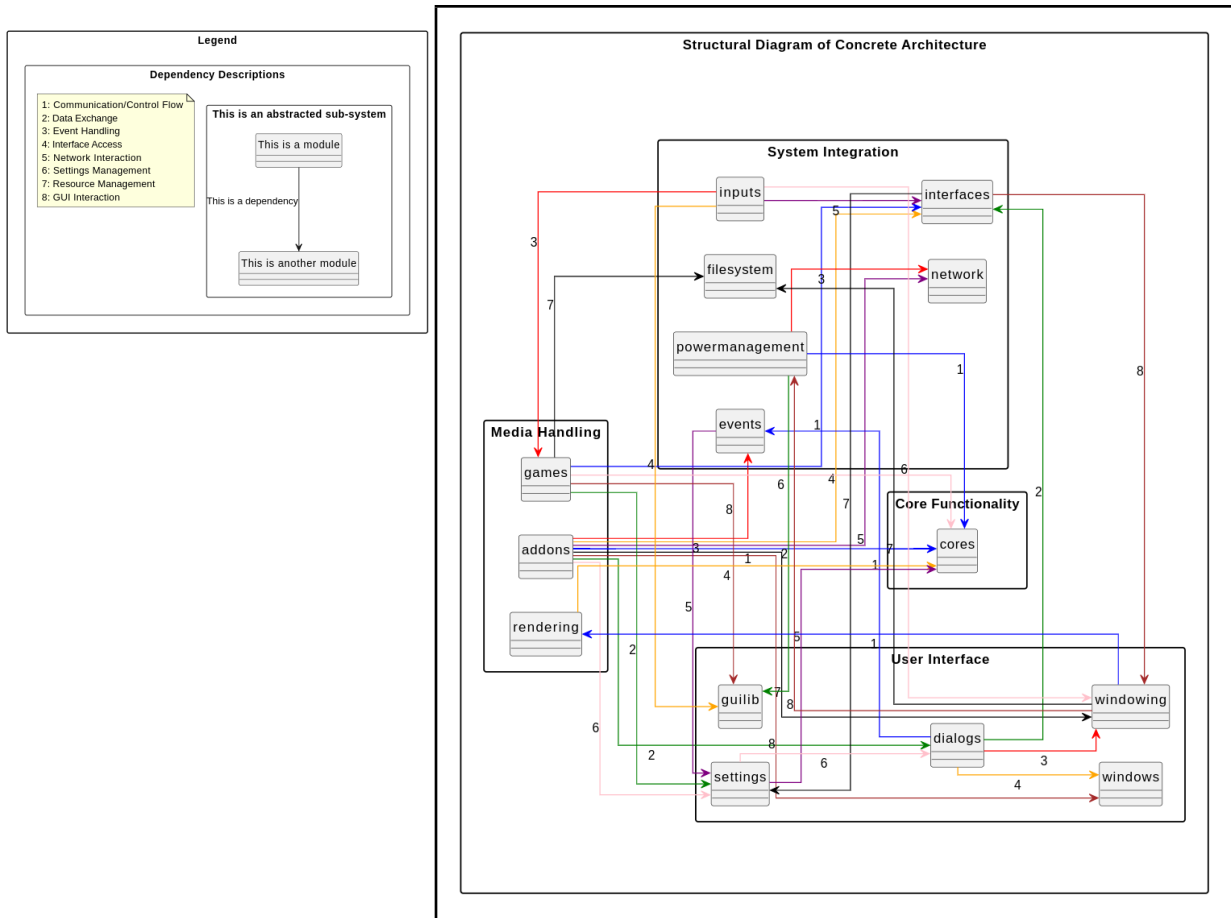 Legend
Dependency Descriptions
1: Communication/Control Flow
2: Data Exchange
3: Event Handling
4: Interface Access
5: Network Interaction
6: Settings Management
7: Resource Management
8: GUI Interaction
This is an abstracted sub-system
This is a module
This is a dependency
This is another module
Structural Diagram of Concrete Architecture
System Integration
inputs
interfaces
5
3
filesystem
network
3
7
powermanagement
1
8
events
1
Media Handling
games
4
6
4
6
2
8
7
Core Functionality
cores
addons
5
3
2
7
1
1
4
rendering
5
5
1
2
User Interface
guilib
7
8
windowing
dialogs
6
8
2
6
3
settings
4
windows